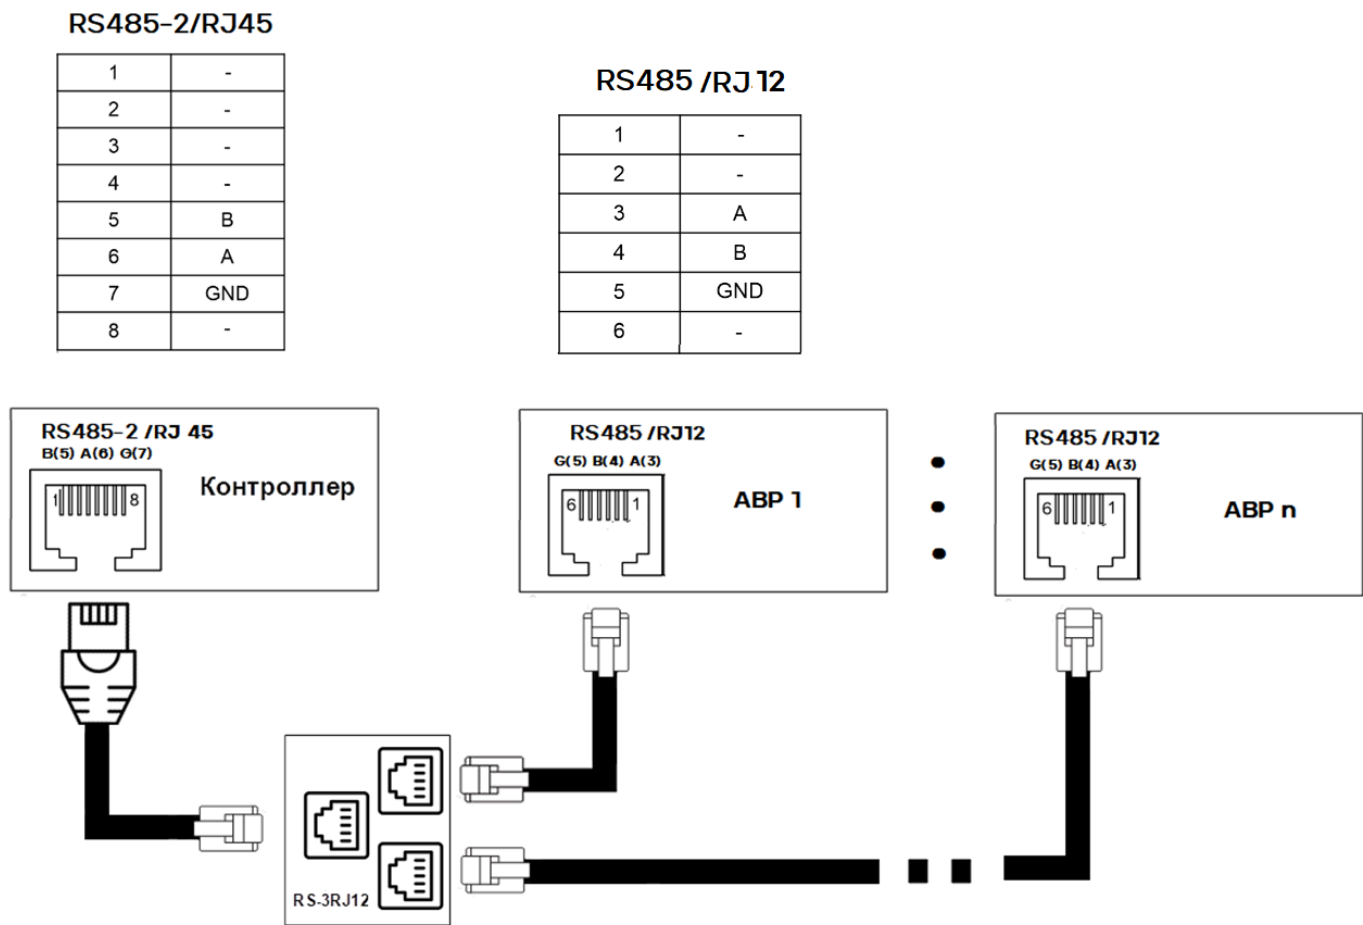 RS485-2/RJ45
1 -
2 -
3 -
4 -
5 B
6 A
7 GND
8 -
RS485 /RJ 12
1 -
2 -
3 A
4 B
5 GND
6 -
RS485-2 /RJ 45
B(5) A(6) G(7)
1 8
Контроллер
RS485 /RJ12
G(5) B(4) A(3)
6 1
АВР 1
RS485 /RJ12
G(5) B(4) A(3)
6 1
АВР n
RS-3RJ12